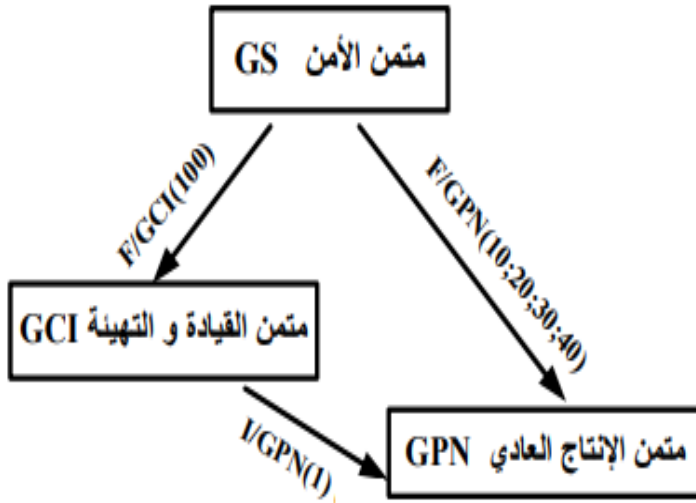 متمن الأمن GS
F/GCI(100)
F/GPN(10;20;30;40)
متمن القيادة و التهيئة GCI
I/GPN(I)
متمن الإنتاج العادي GPN